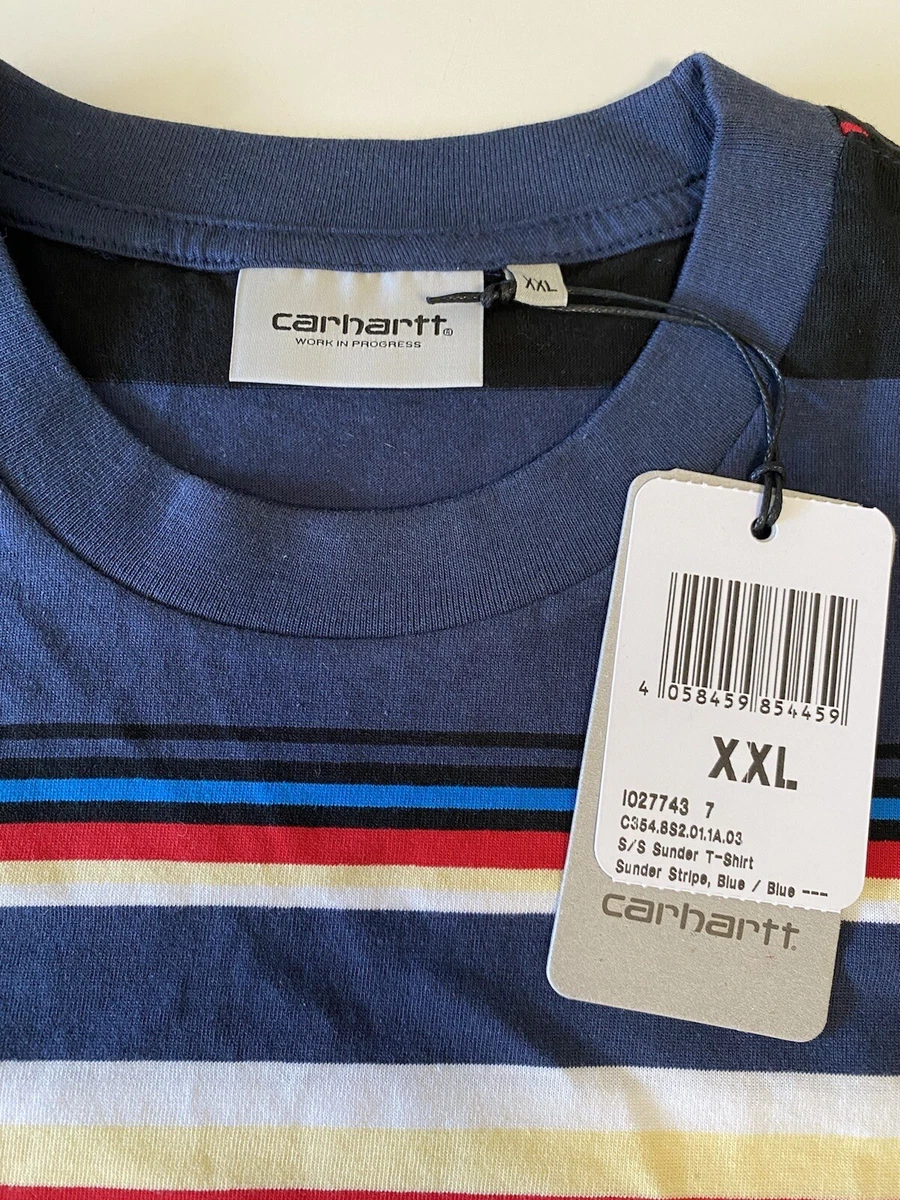 carhartt®
WORK IN PROGRESS
XXL
4 058459 854459
XXL
I027743 7
C354.8S2.01.1A.03
S/S Sunder T-Shirt
Sunder Stripe, Blue / Blue ---
carhartt